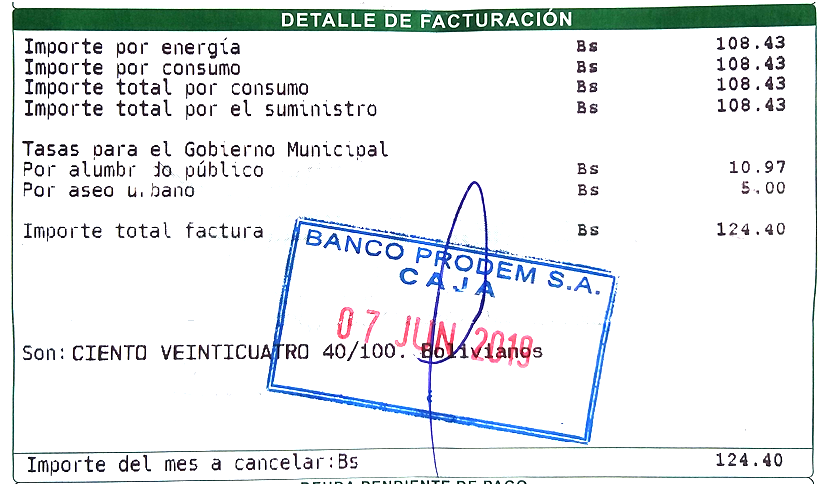 DETALLE DE FACTURACIÓN
Importe por energía Bs 108.43
Importe por consumo Bs 108.43
Importe total por consumo Bs 108.43
Importe total por el suministro Bs 108.43
Tasas para el Gobierno Municipal
Por alumbrado público Bs 10.97
Por aseo urbano Bs 5.00
Importe total factura Bs 124.40
BANCO PRODEM S.A.
CAJA
07 JUN 2019
Son: CIENTO VEINTICUATRO 40/100. Bolivianos
Importe del mes a cancelar:Bs 124.40
DEUDA PENDIENTE DE PAGO